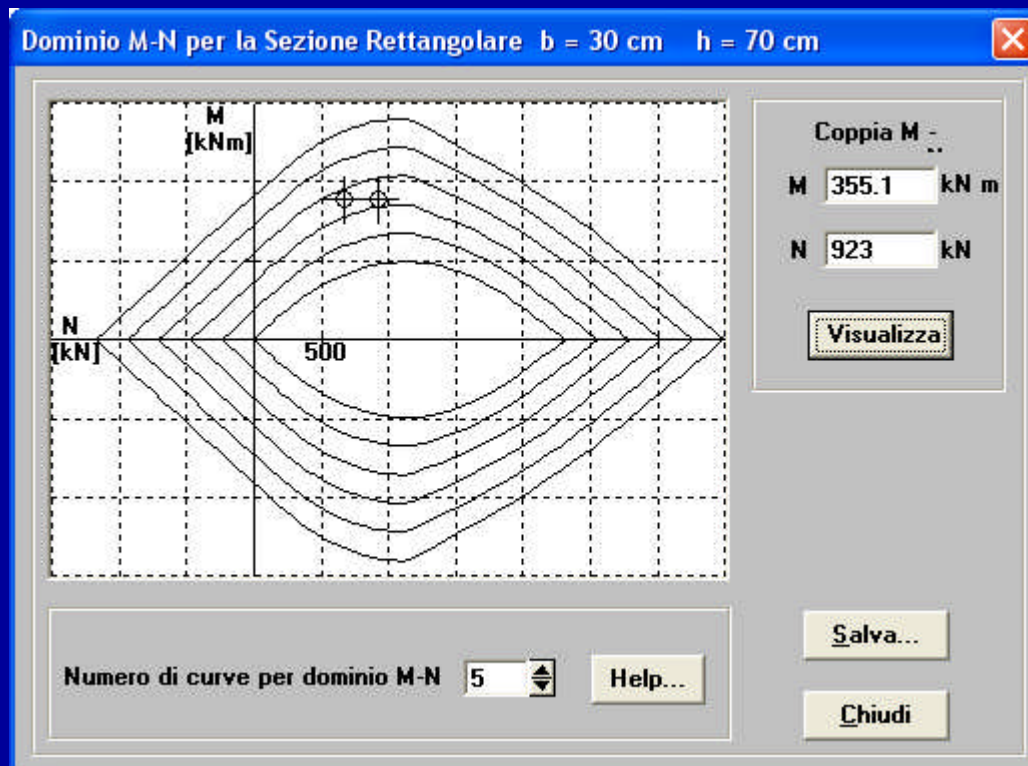 Dominio M-N per la Sezione Rettangolare b = 30 cm h = 70 cm
M
[kNm]
N
[kN]
500
Coppia M -
M 355.1 kN m
N 923 kN
Visualizza
Numero di curve per dominio M-N 5 Help...
Salva...
Chiudi